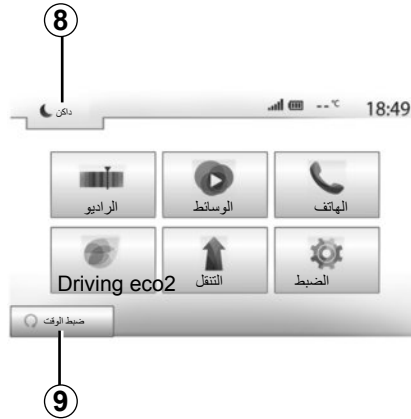 8
داكن
--°C 18:49
الراديو الوسائط الهاتف
Driving eco2 التنقل الضبط
ضبط الوقت
9